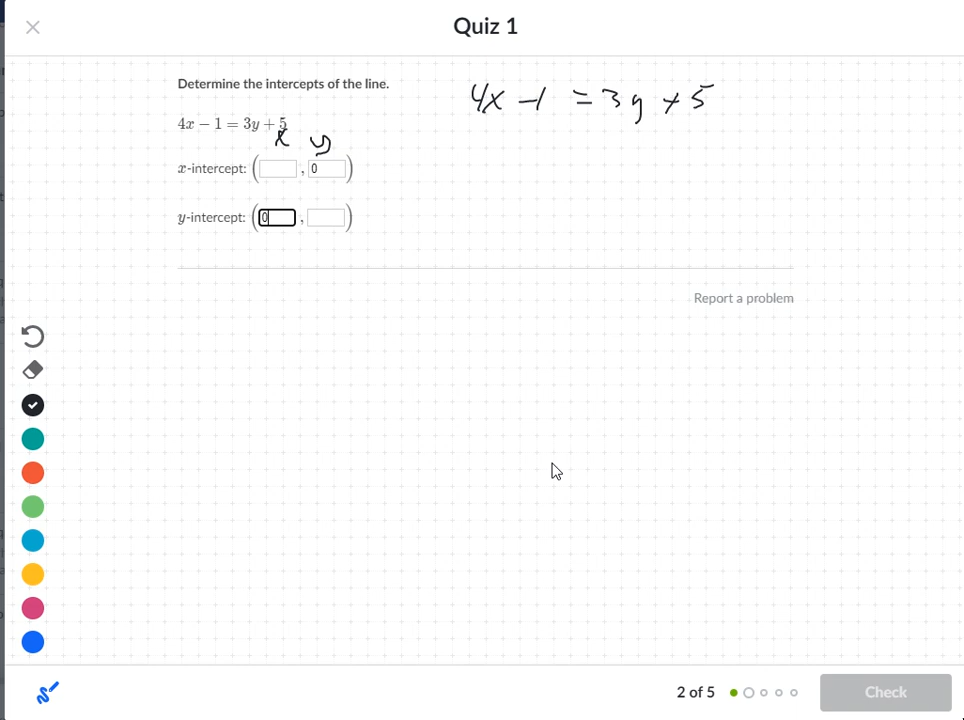 Quiz 1
Determine the intercepts of the line.
4x − 1 = 3y + 5
4x − 1 = 3y + 5
x y
x-intercept: ( , 0 )
y-intercept: ( 0 , )
Report a problem
2 of 5
Check